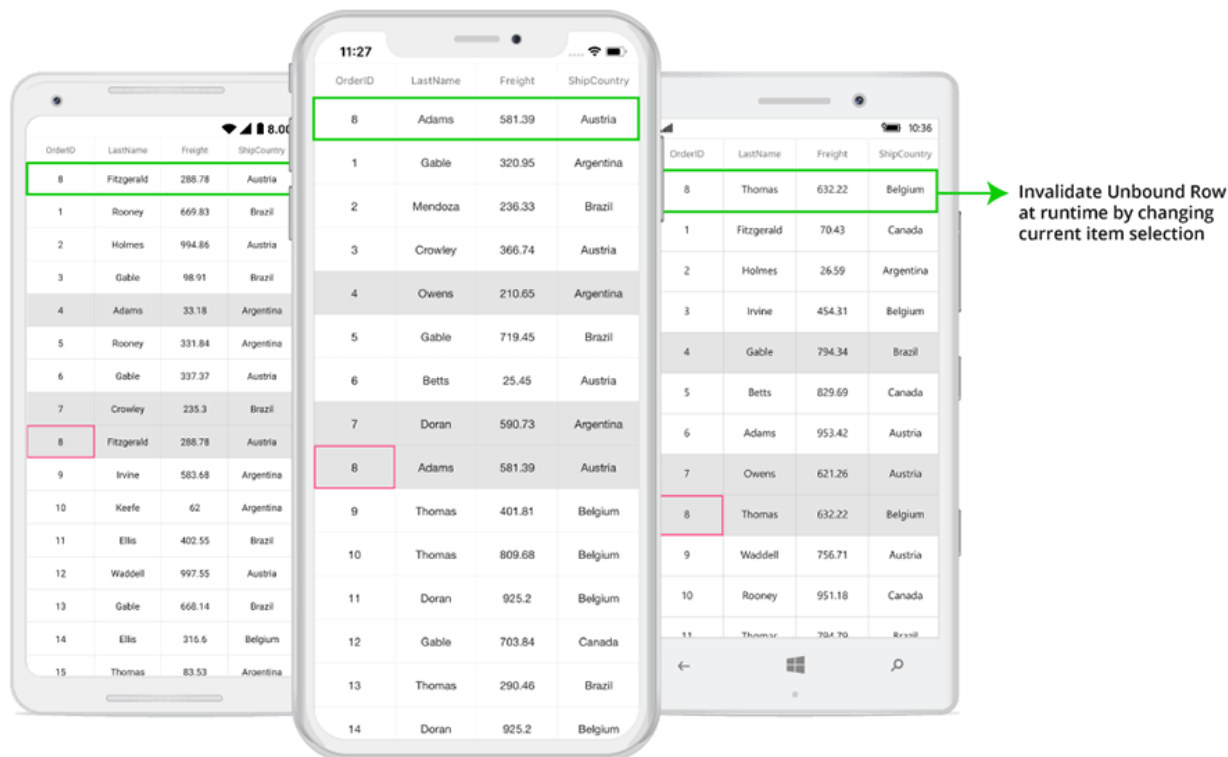 8.00
OrderID LastName Freight ShipCountry
8 Fitzgerald 288.78 Austria
1 Rooney 669.83 Brazil
2 Holmes 994.86 Austria
3 Gable 98.91 Brazil
4 Adams 33.18 Argentina
5 Rooney 331.84 Argentina
6 Gable 337.37 Austria
7 Crowley 235.3 Brazil
8 Fitzgerald 288.78 Austria
9 Irvine 583.68 Argentina
10 Keefe 62 Argentina
11 Ellis 402.55 Brazil
12 Waddell 997.55 Austria
13 Gable 668.14 Brazil
14 Ellis 316.6 Belgium
15 Thomas 83.53 Argentina
11:27
OrderID LastName Freight ShipCountry
8 Adams 581.39 Austria
1 Gable 320.95 Argentina
2 Mendoza 236.33 Brazil
3 Crowley 366.74 Austria
4 Owens 210.65 Argentina
5 Gable 719.45 Brazil
6 Betts 25.45 Austria
7 Doran 590.73 Argentina
8 Adams 581.39 Austria
9 Thomas 401.81 Belgium
10 Thomas 809.68 Belgium
11 Doran 925.2 Belgium
12 Gable 703.84 Canada
13 Thomas 290.46 Brazil
14 Doran 925.2 Belgium
10:36
OrderID LastName Freight ShipCountry
8 Thomas 632.22 Belgium
1 Fitzgerald 70.43 Canada
2 Holmes 26.59 Argentina
3 Irvine 454.31 Belgium
4 Gable 794.34 Brazil
5 Betts 829.69 Canada
6 Adams 953.42 Austria
7 Owens 621.26 Austria
8 Thomas 632.22 Belgium
9 Waddell 756.71 Austria
10 Rooney 951.18 Canada
11 Thomas 794.79 Brazil
Invalidate Unbound Row
at runtime by changing
current item selection